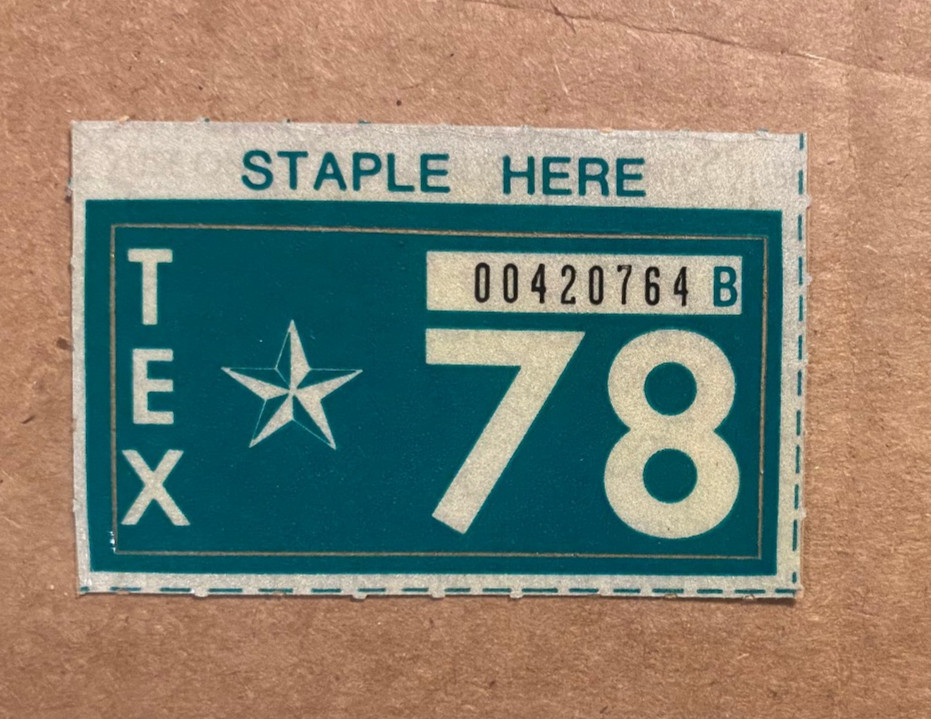 STAPLE HERE
TEX
00420764 B
78